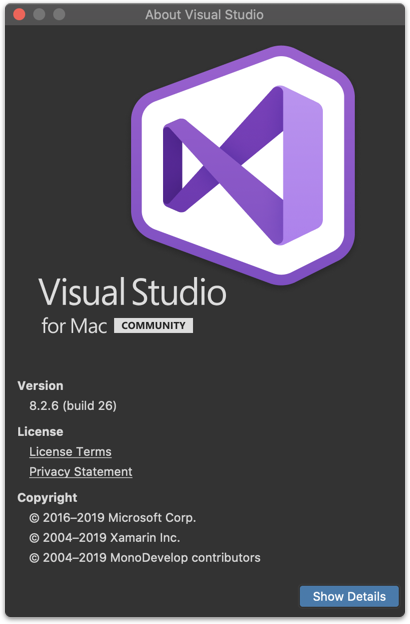 About Visual Studio
Visual Studio
for Mac COMMUNITY
Version
8.2.6 (build 26)
License
License Terms
Privacy Statement
Copyright
© 2016–2019 Microsoft Corp.
© 2004–2019 Xamarin Inc.
© 2004–2019 MonoDevelop contributors
Show Details